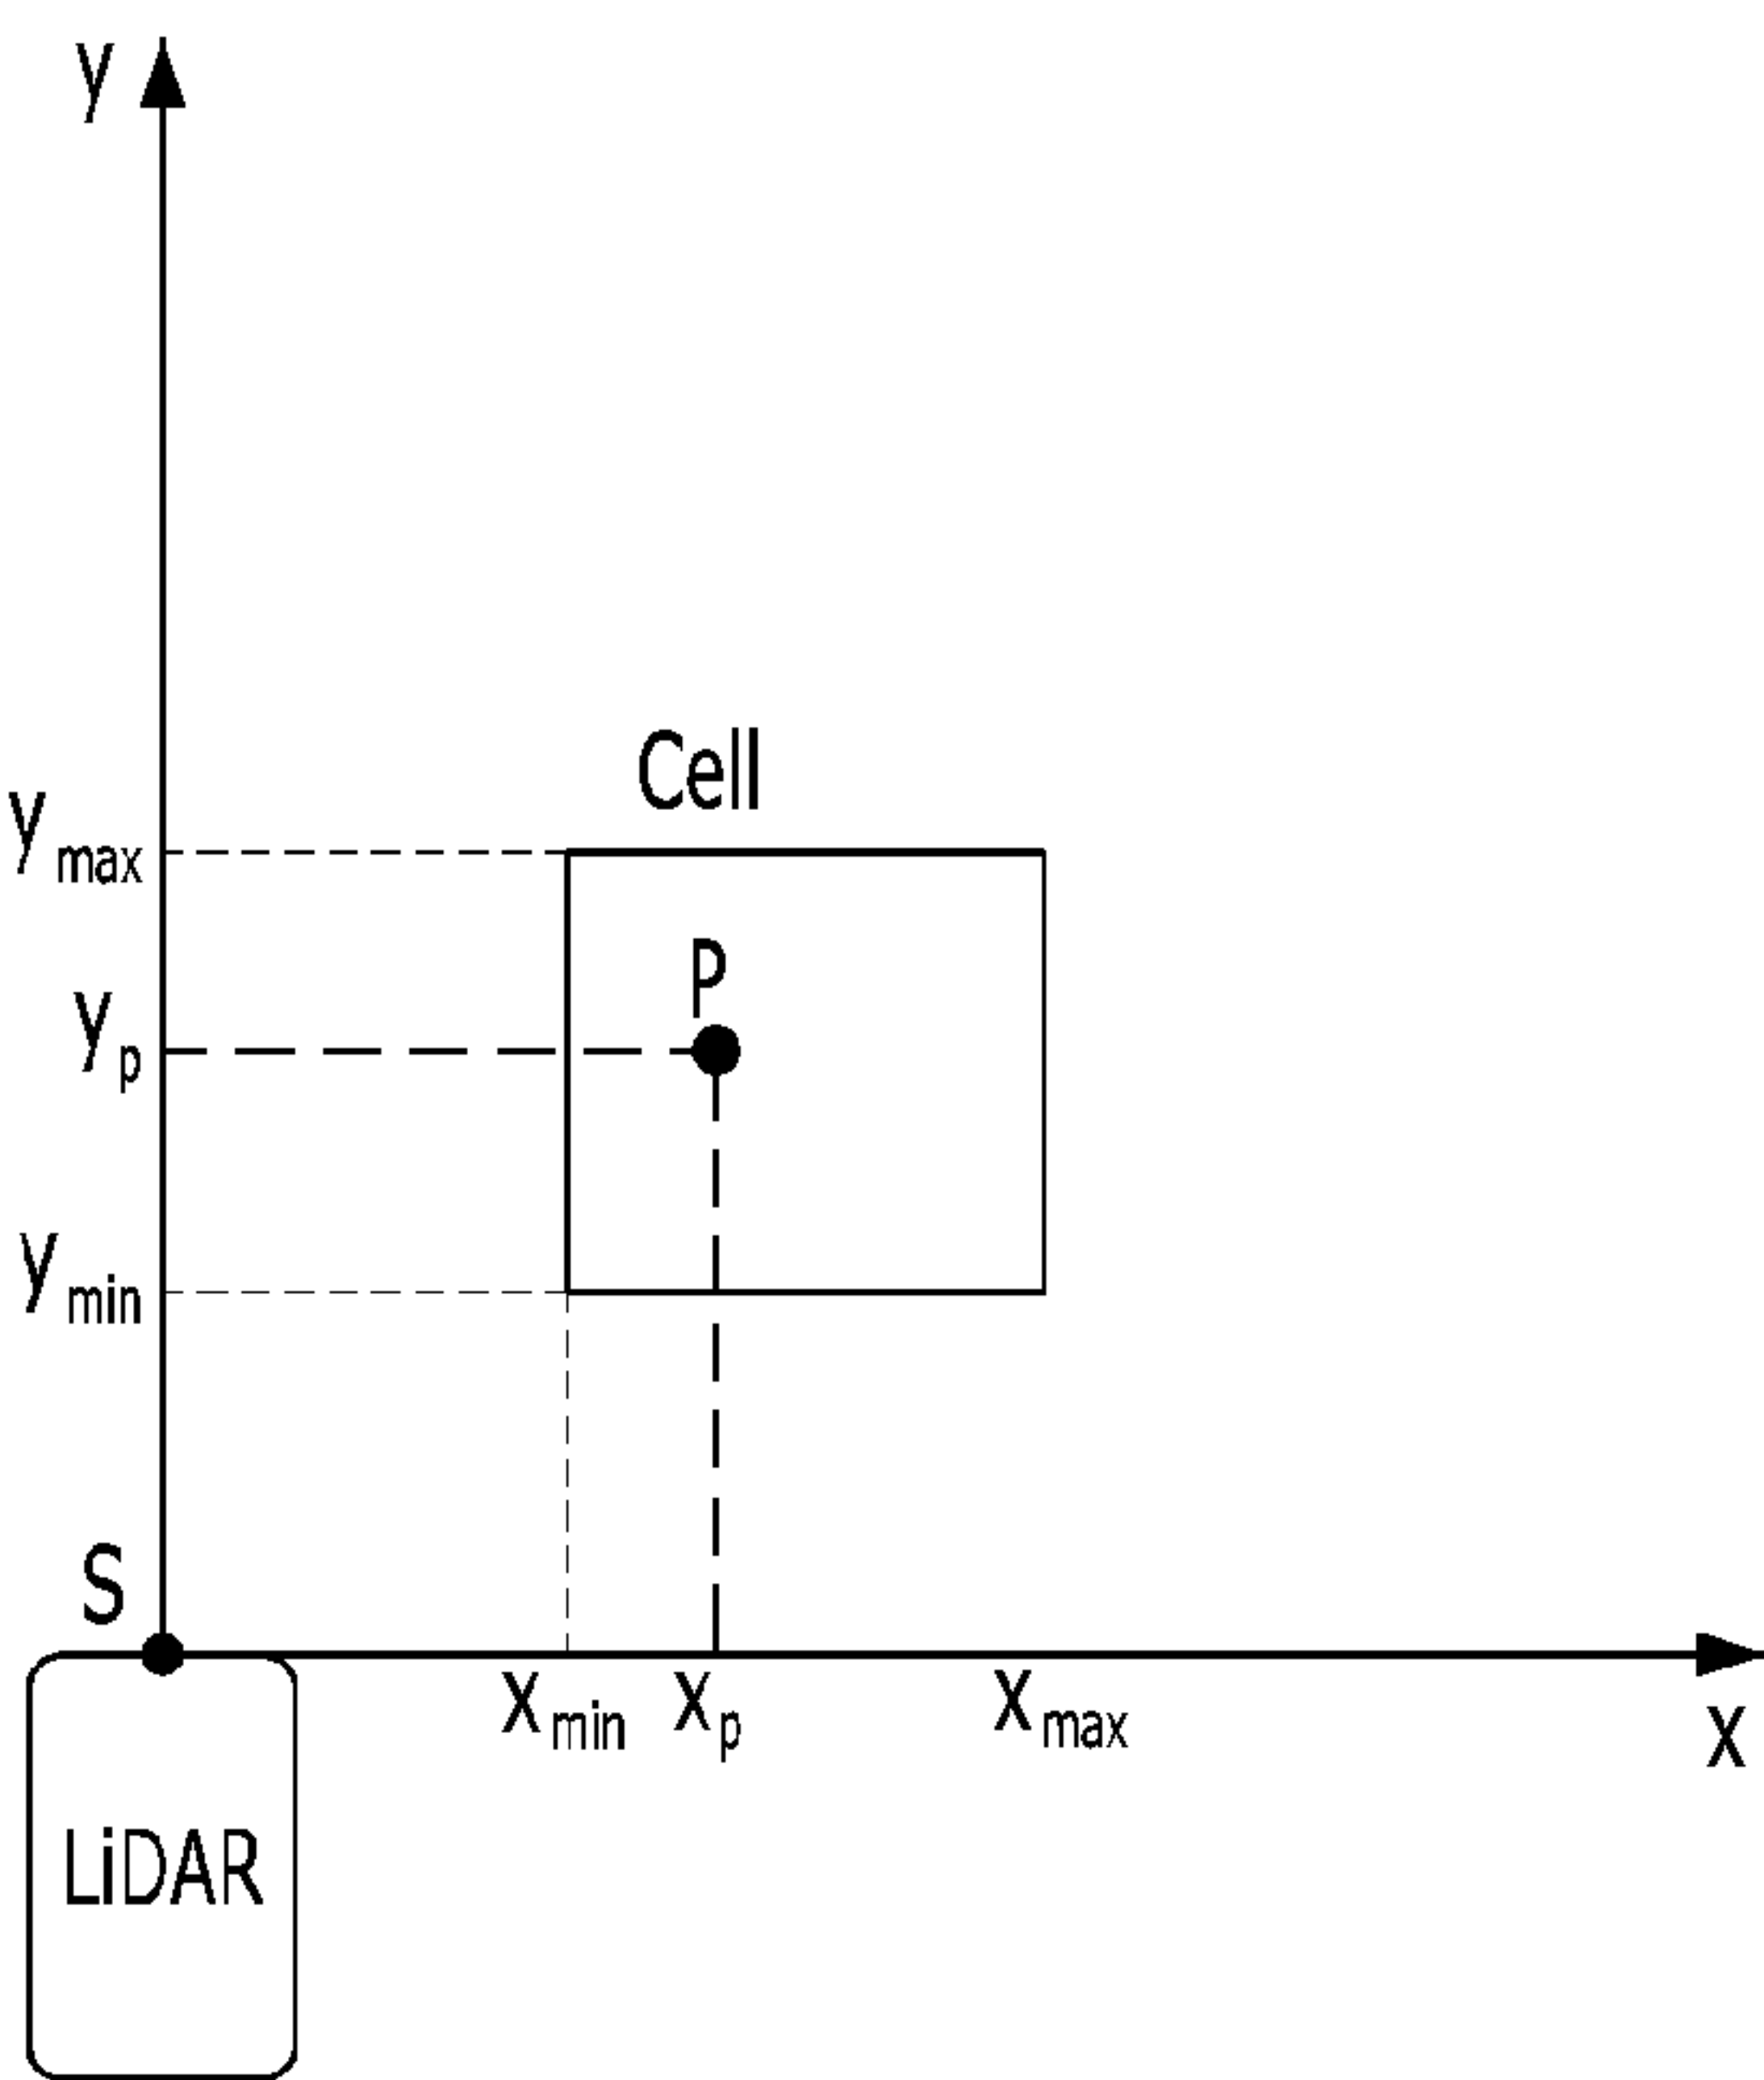 y
Cell
y max
P
y p
y min
S
x min x p x max
x
LiDAR